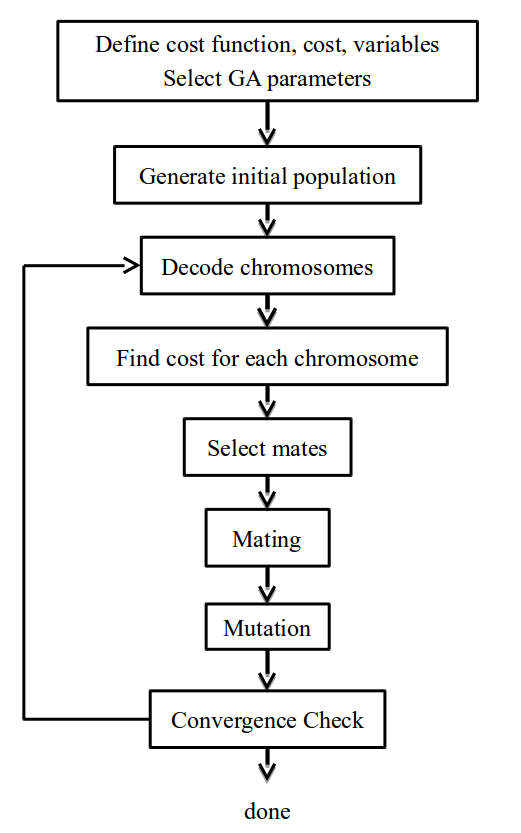 Define cost function, cost, variables
Select GA parameters
Generate initial population
Decode chromosomes
Find cost for each chromosome
Select mates
Mating
Mutation
Convergence Check
done